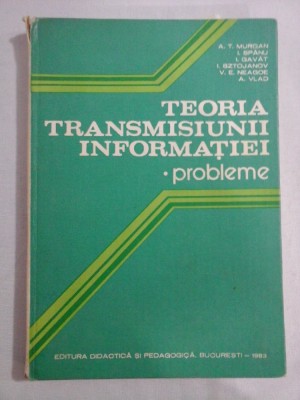 A. T. MURGAN
I. SPÂNU
I. GAVĂT
I. SZTOJANOV
V. E. NEAGOE
A. VLAD
TEORIA
TRANSMISIUNII
INFORMAȚIEI
• probleme
EDITURA DIDACTICĂ ȘI PEDAGOGICĂ, BUCUREȘTI – 1983